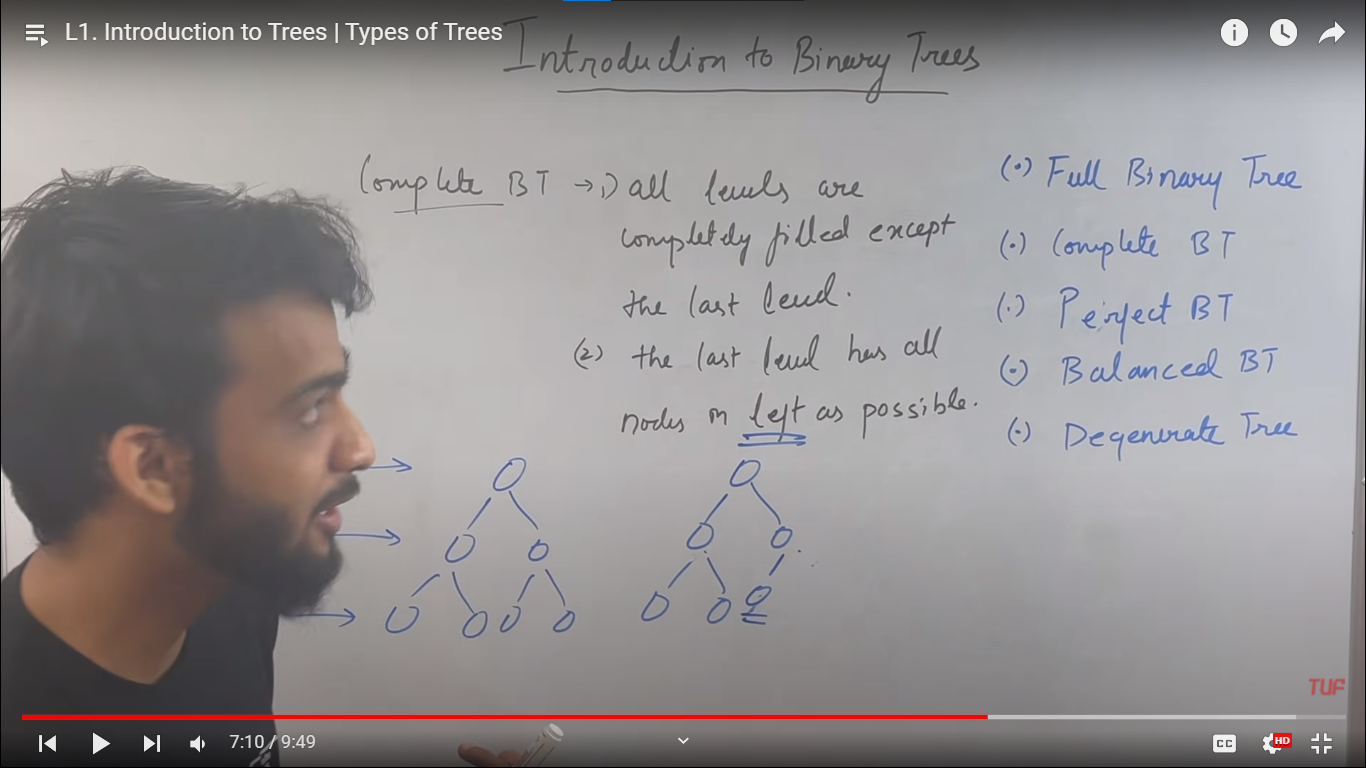 L1. Introduction to Trees | Types of Trees
Introduction to Binary Trees
Complete BT → 1) all levels are
completely filled except
the last level.
(2) the last level has all
nodes in left as possible.
(•) Full Binary Tree
(•) Complete BT
(•) Perfect BT
(•) Balanced BT
(•) Degenerate Tree
TUF
7:10 / 9:49
CC
HD